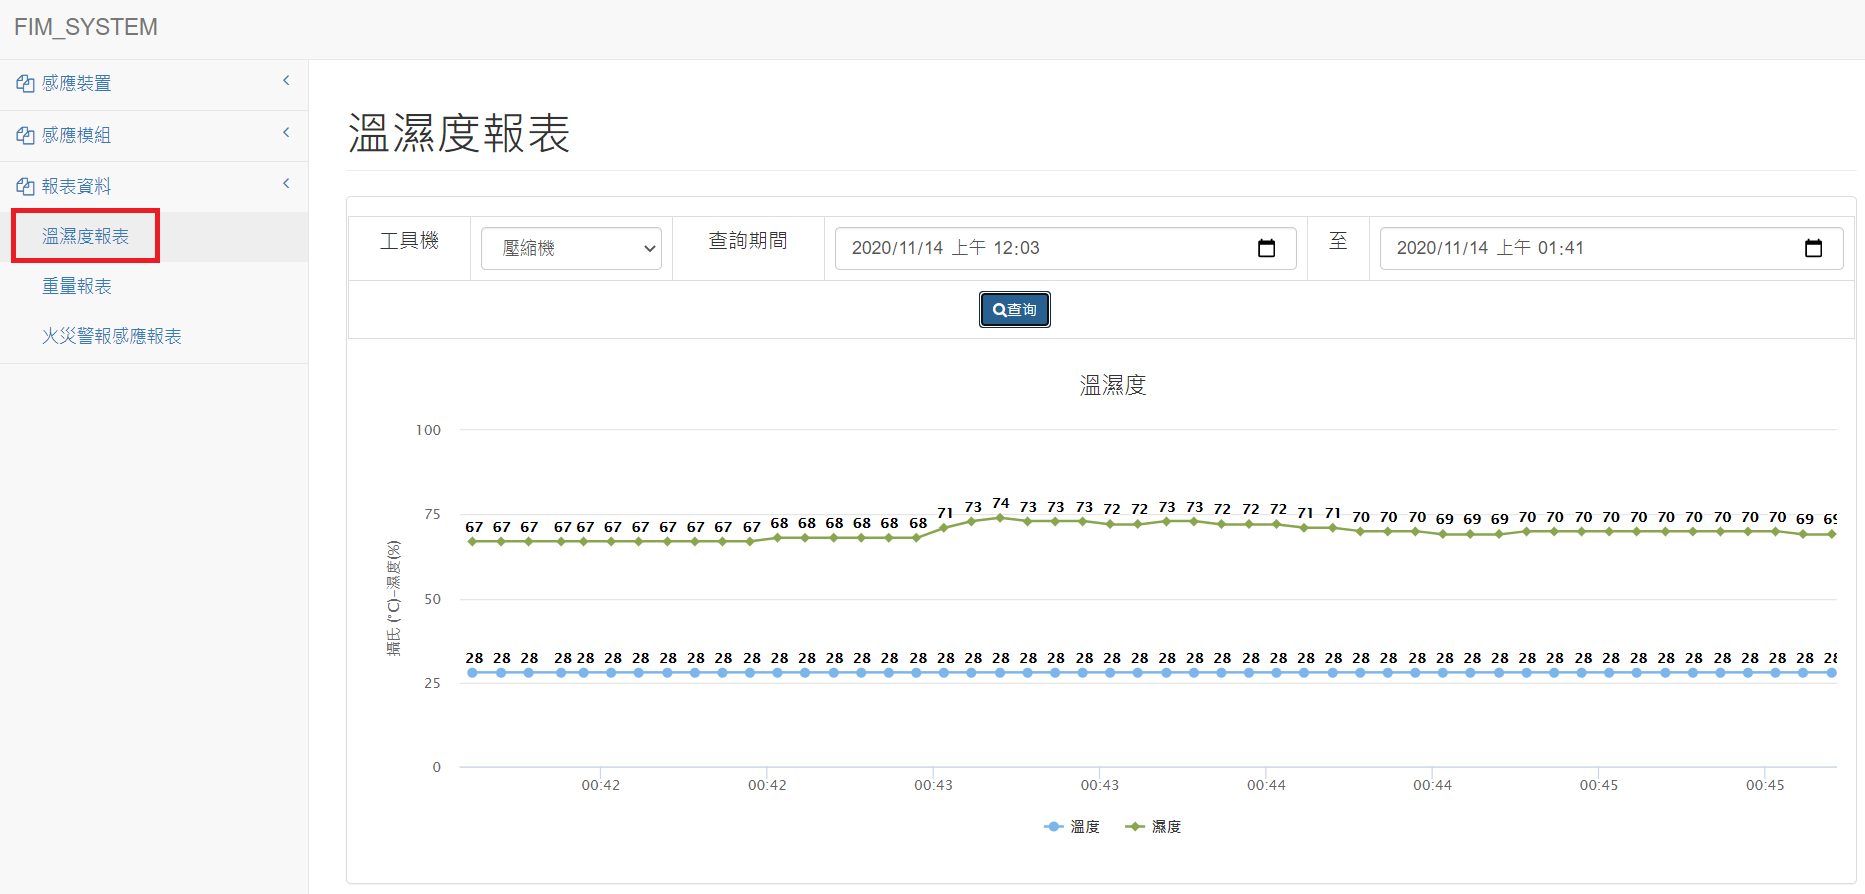 FIM_SYSTEM
感應裝置
感應模組
報表資料
溫濕度報表
重量報表
火災警報感應報表
溫濕度報表
工具機 壓縮機 查詢期間 2020/11/14 上午 12:03 至 2020/11/14 上午 01:41
查询
溫濕度
100
75
50
25
0
攝氏 (°C)-濕度(%)
67 67 67 67 67 67 67 67 67 67 67 68 68 68 68 68 68 71 73 74 73 73 73 72 72 73 73 72 72 72 71 71 70 70 70 69 69 69 70 70 70 70 70 70 70 70 70 70 69 69
28 28 28 28 28 28 28 28 28 28 28 28 28 28 28 28 28 28 28 28 28 28 28 28 28 28 28 28 28 28 28 28 28 28 28 28 28 28 28 28 28 28 28 28 28 28 28 28 28 28
00:42 00:42 00:43 00:43 00:44 00:44 00:45 00:45
溫度 濕度